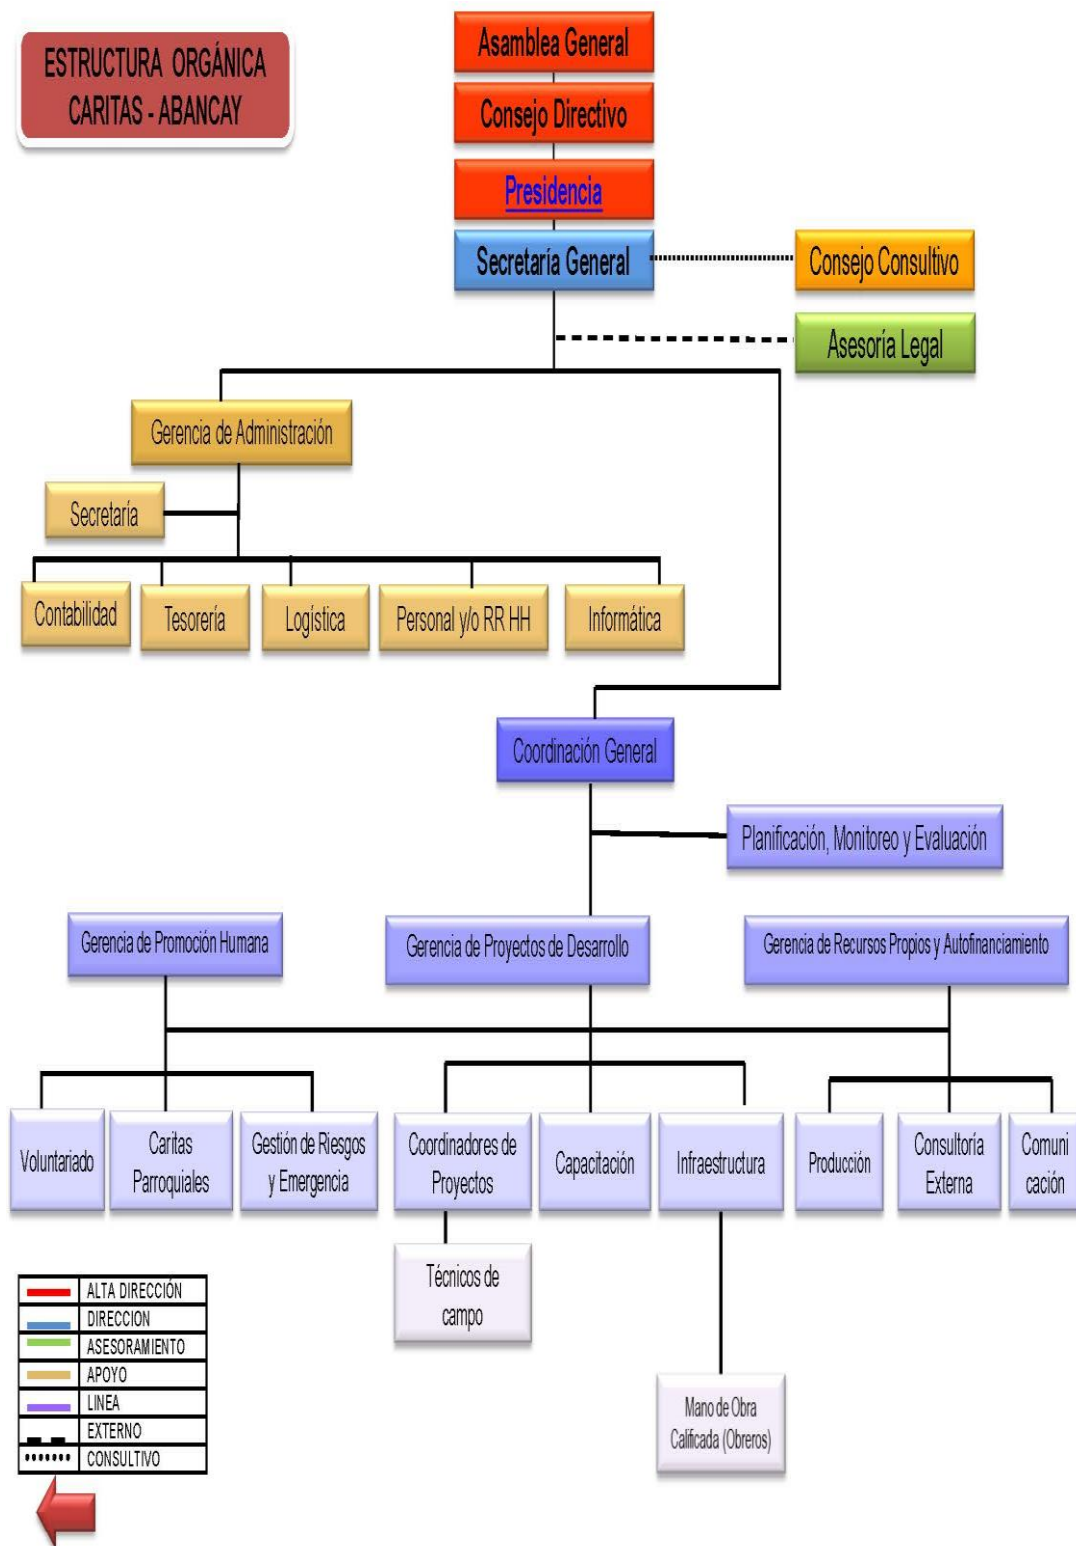 ESTRUCTURA ORGÁNICA
CARITAS - ABANCAY
Asamblea General
Consejo Directivo
Presidencia
Secretaría General
Consejo Consultivo
Asesoría Legal
Gerencia de Administración
Secretaría
Contabilidad
Tesorería
Logística
Personal y/o RR HH
Informática
Coordinación General
Planificación, Monitoreo y Evaluación
Gerencia de Promoción Humana
Gerencia de Proyectos de Desarrollo
Gerencia de Recursos Propios y Autofinanciamiento
Voluntariado
Caritas
Parroquiales
Gestión de Riesgos
y Emergencia
Coordinadores de
Proyectos
Capacitación
Infraestructura
Producción
Consultoría
Externa
Comuni
cación
Técnicos de
campo
Mano de Obra
Calificada (Obreros)
ALTA DIRECCIÓN
DIRECCION
ASESORAMIENTO
APOYO
LINEA
EXTERNO
CONSULTIVO